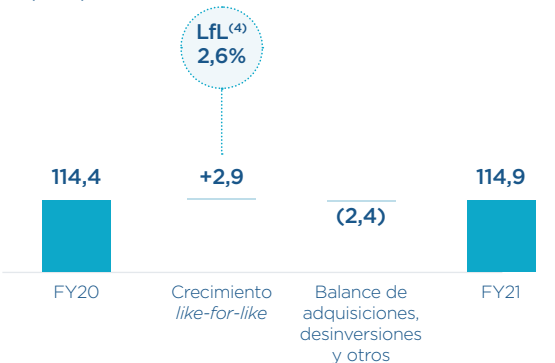 LfL(4)
2,6%
114,4
+2,9
(2,4)
114,9
FY20
Crecimiento
like-for-like
Balance de
adquisiciones,
desinversiones
y otros
FY21